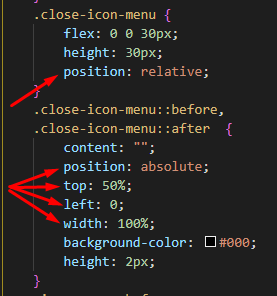 .close-icon-menu {
flex: 0 0 30px;
height: 30px;
position: relative;
}
.close-icon-menu::before,
.close-icon-menu::after  {
content: "";
position: absolute;
top: 50%;
left: 0;
width: 100%;
background-color: #000;
height: 2px;
}